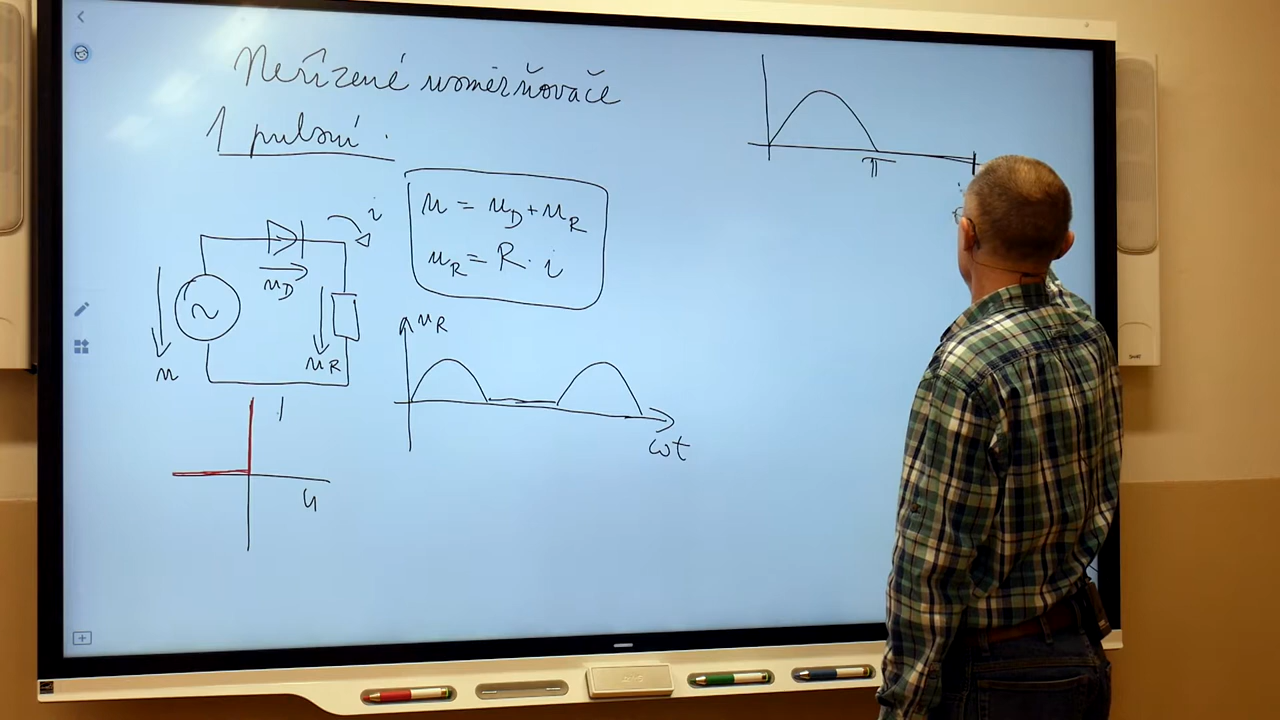 Neřízené usměrňovače
1 pulsní.
u = u_D + u_R
u_R = R · i
i
u_D
u_R
u
u_R
ωt
I
u
π